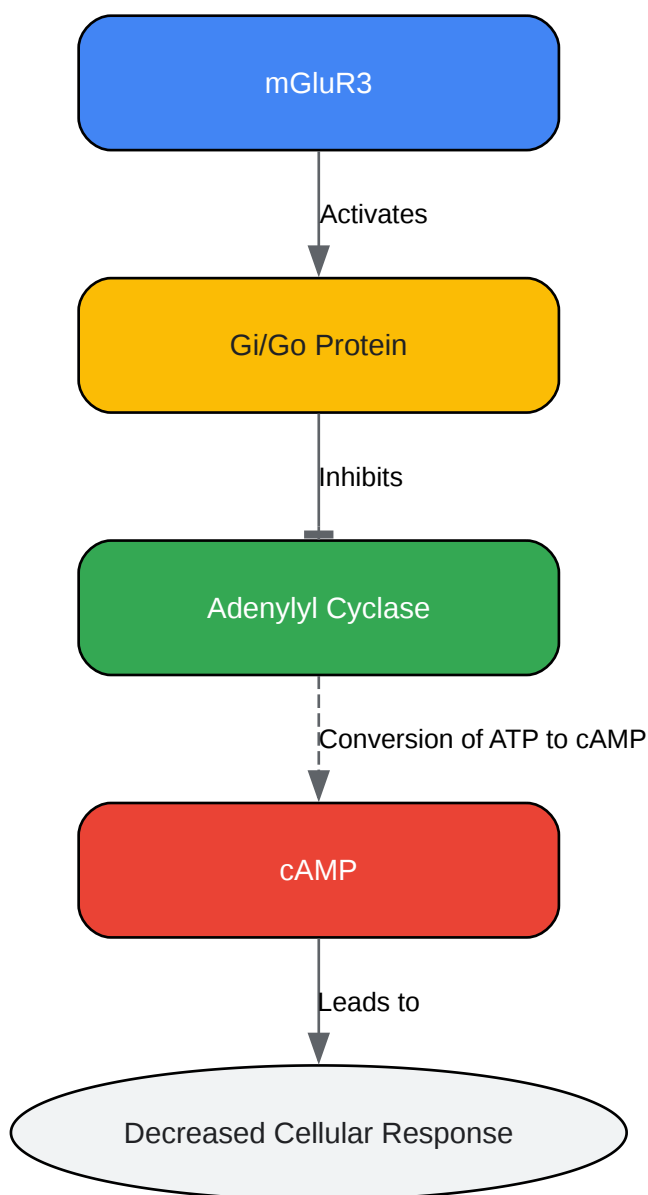 mGluR3
Activates
Gi/Go Protein
Inhibits
Adenylyl Cyclase
Conversion of ATP to cAMP
cAMP
Leads to
Decreased Cellular Response